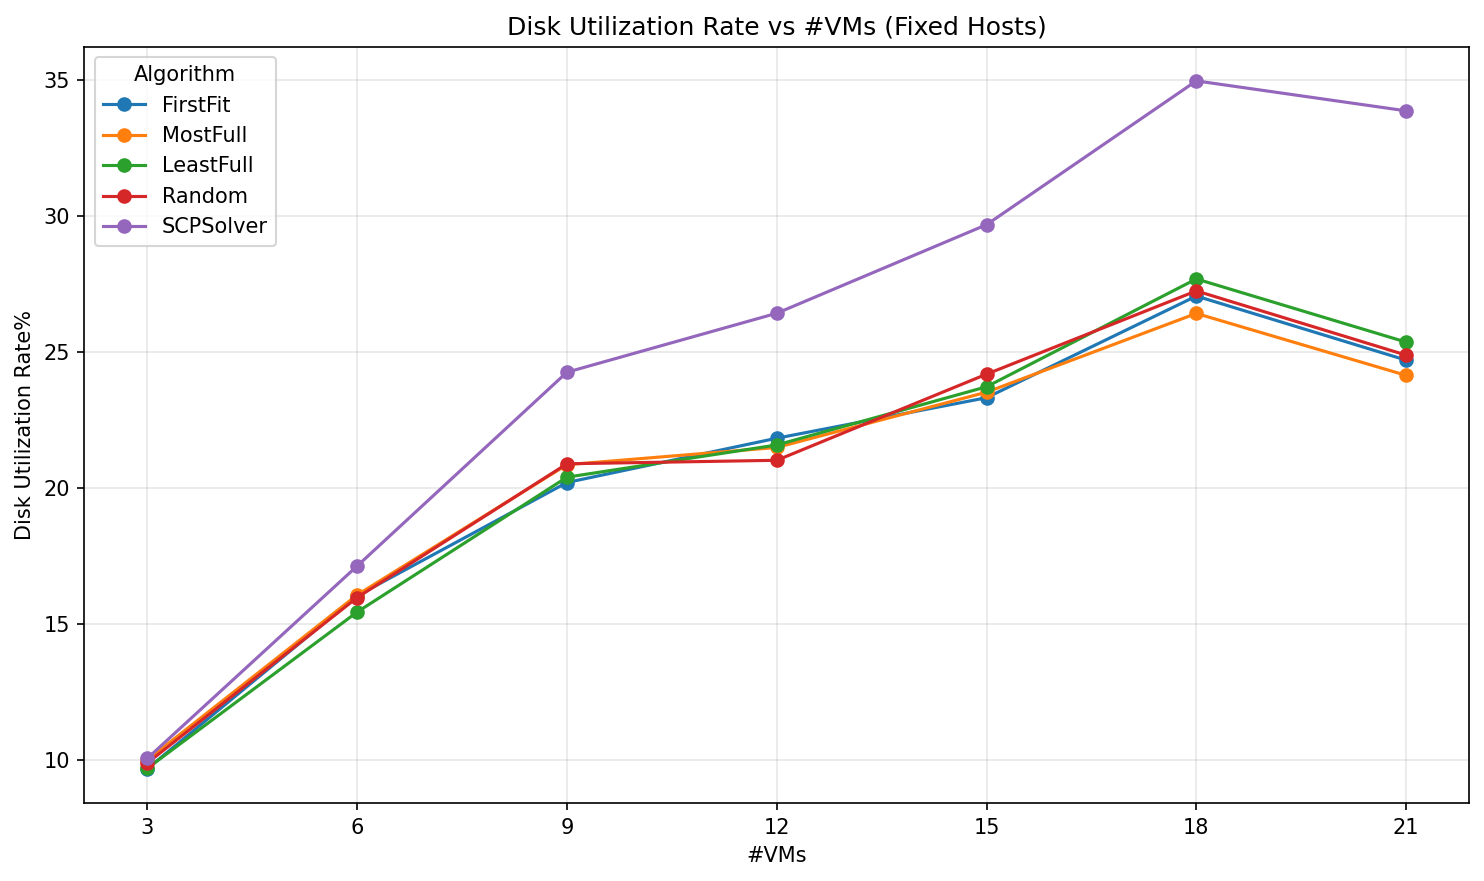 Disk Utilization Rate vs #VMs (Fixed Hosts)
Algorithm
FirstFit
MostFull
LeastFull
Random
SCPSolver
Disk Utilization Rate%
35
30
25
20
15
10
3 6 9 12 15 18 21
#VMs